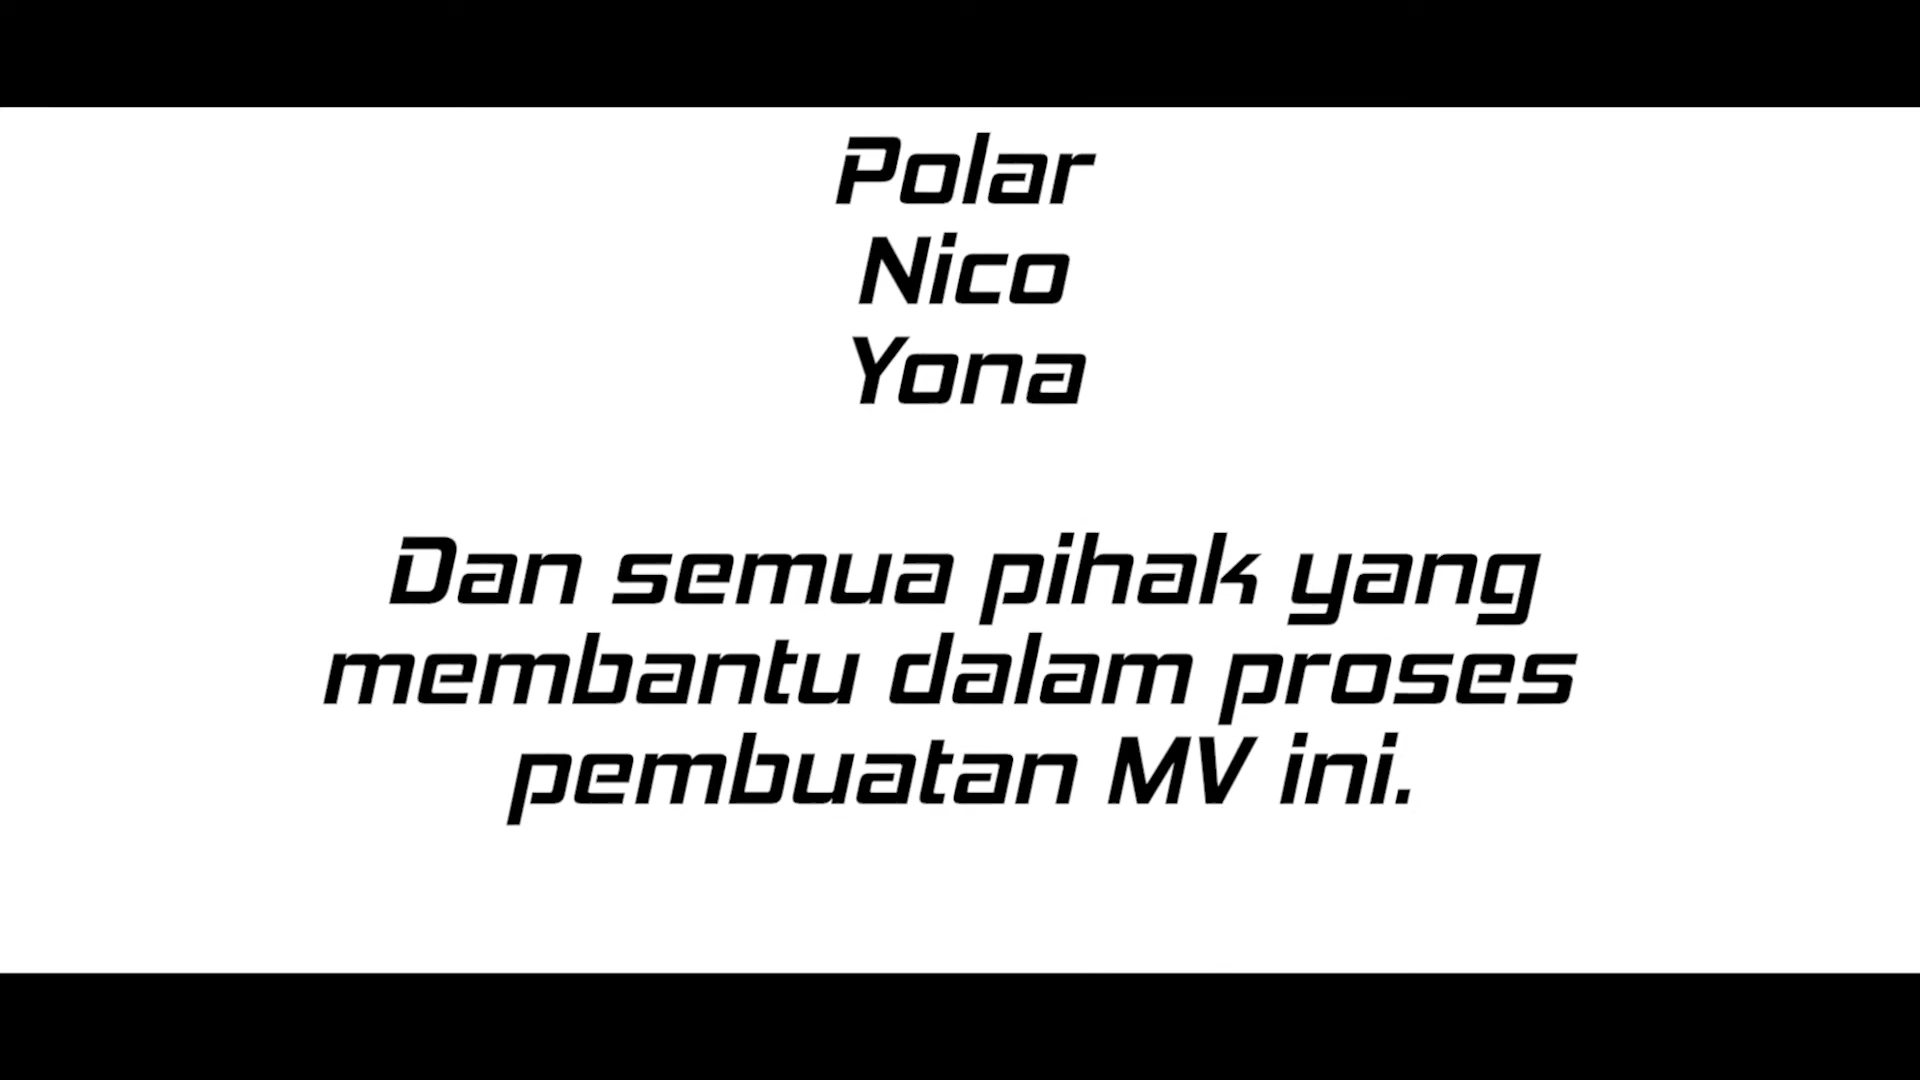 Polar
Nico
Yona
Dan semua pihak yang
membantu dalam proses
pembuatan MV ini.